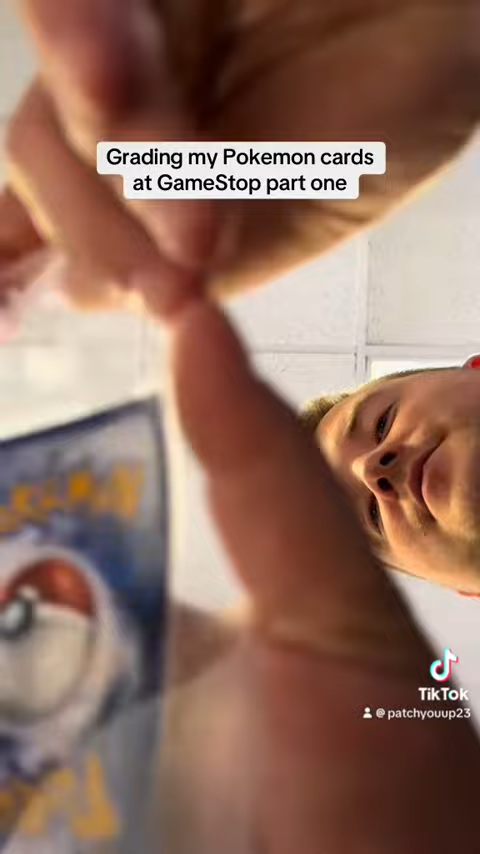 Grading my Pokemon cards
at GameStop part one
TikTok
@patchyouup23